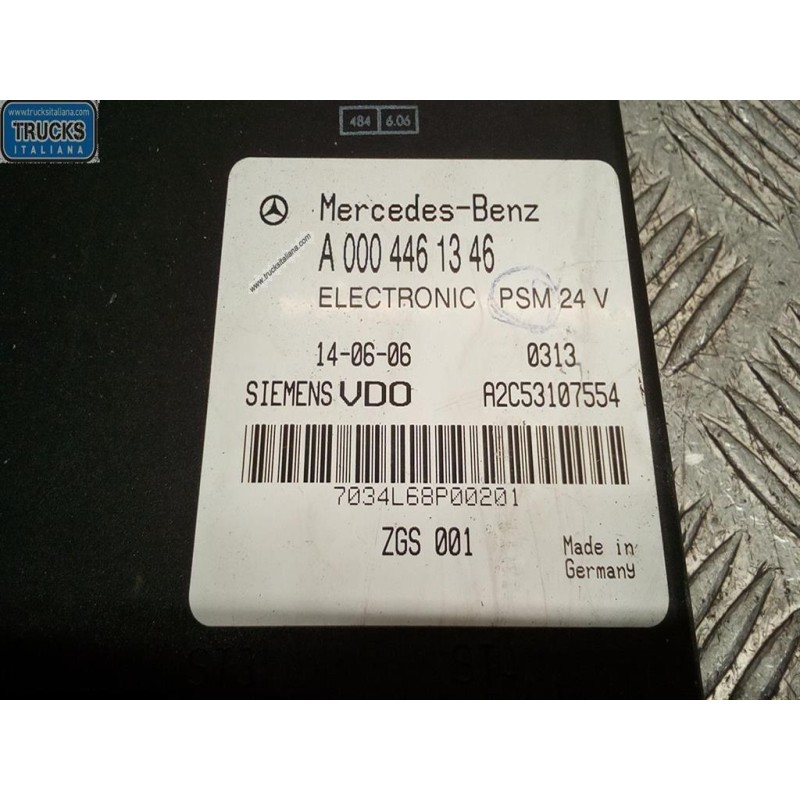 www.trucksitaliana.com
TRUCKS
ITALIANA
484 6.06
Mercedes-Benz
A 000 446 13 46
www.trucksitaliana.com
ELECTRONIC PSM 24 V
14-06-06 0313
SIEMENS VDO A2C53107554
7034L68P00201
ZGS 001
Made in
Germany